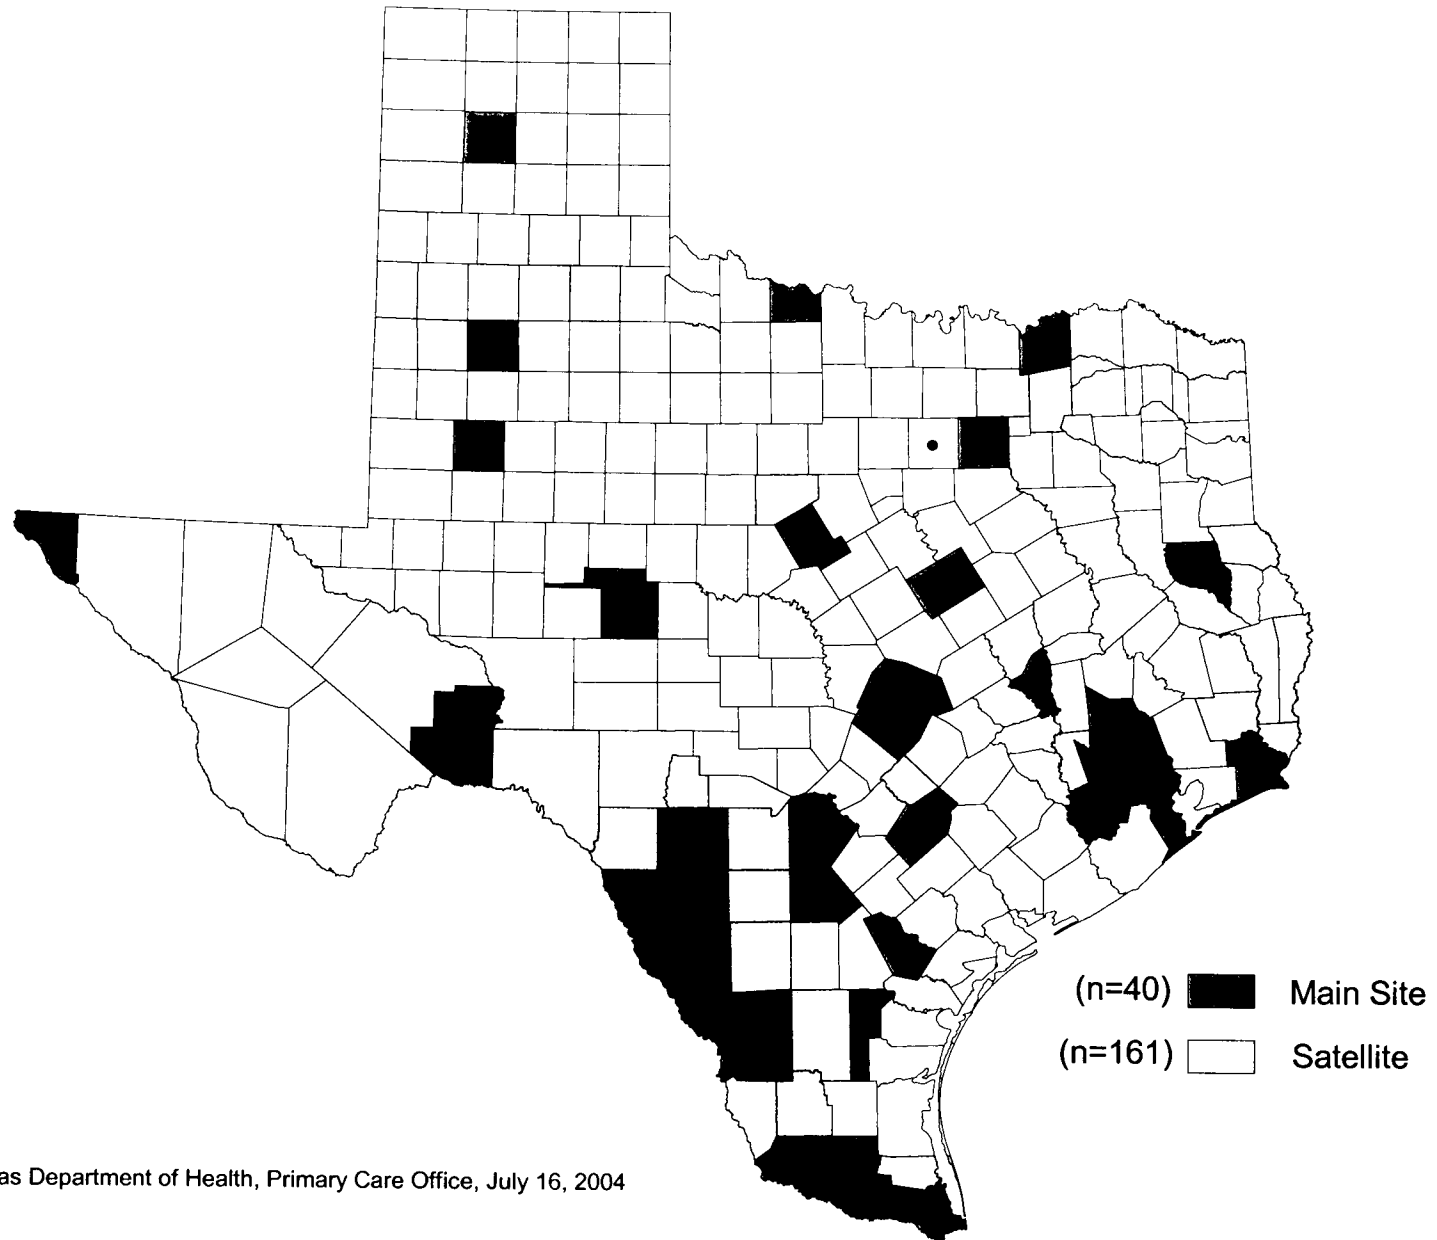 (n=40) Main Site
(n=161) Satellite
as Department of Health, Primary Care Office, July 16, 2004